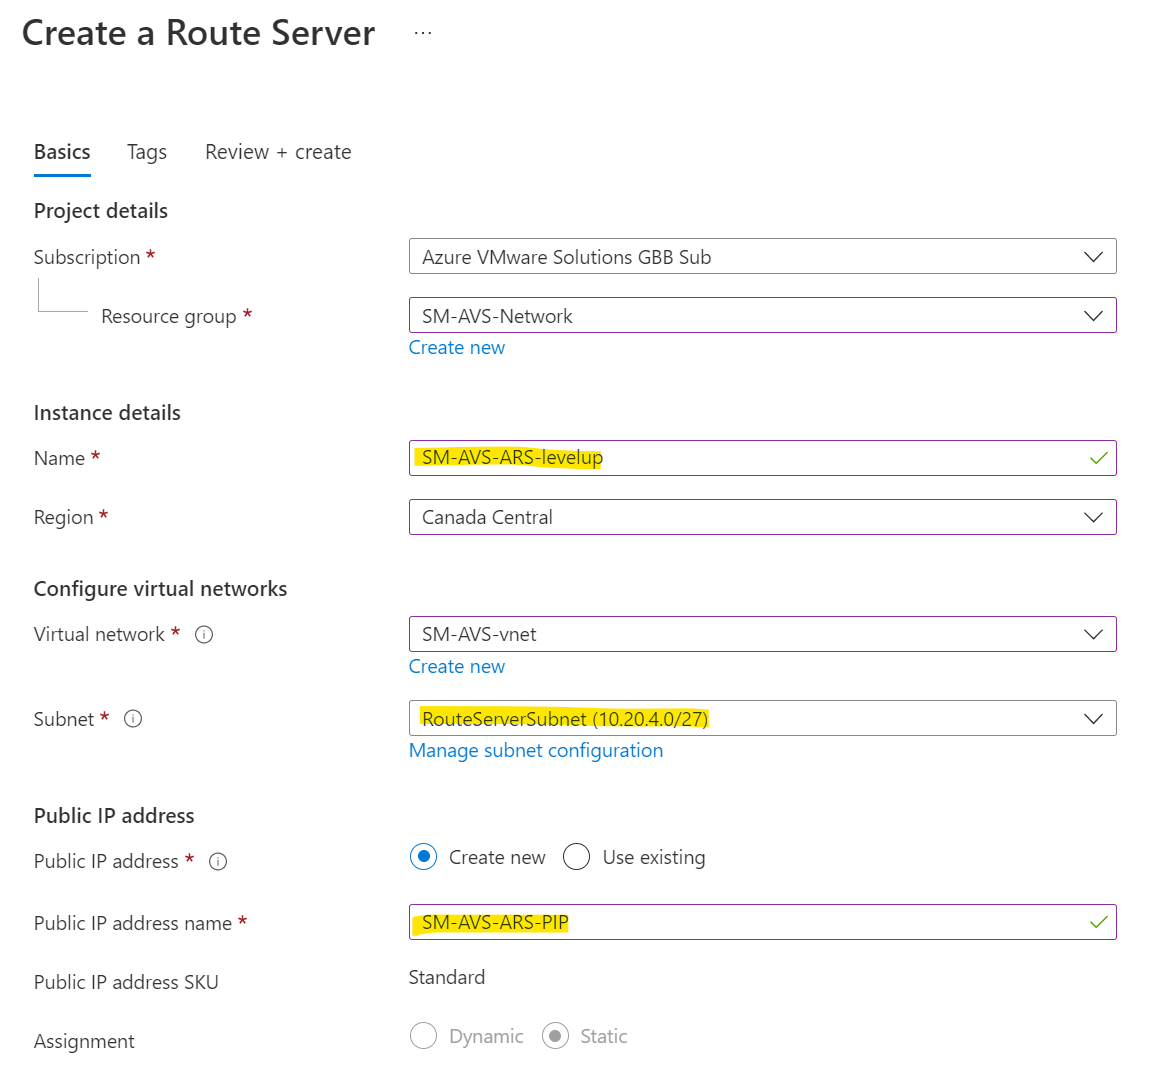 Create a Route Server ...
Basics Tags Review + create
Project details
Subscription * Azure VMware Solutions GBB Sub
Resource group * SM-AVS-Network
Create new
Instance details
Name * SM-AVS-ARS-levelup
Region * Canada Central
Configure virtual networks
Virtual network * SM-AVS-vnet
Create new
Subnet * RouteServerSubnet (10.20.4.0/27)
Manage subnet configuration
Public IP address
Public IP address * Create new Use existing
Public IP address name * SM-AVS-ARS-PIP
Public IP address SKU Standard
Assignment Dynamic Static